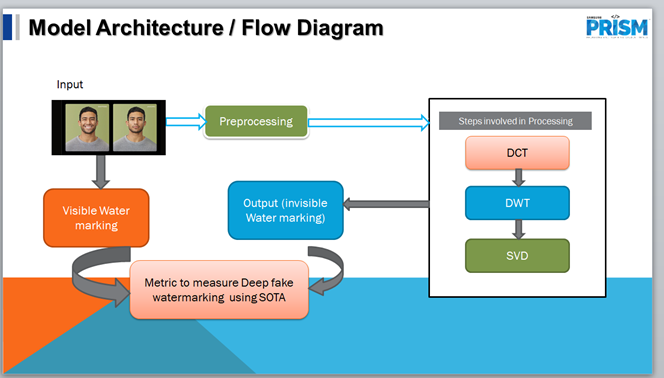 Model Architecture / Flow Diagram
SAMSUNG
PRISM
Input
Preprocessing
Steps involved in Processing
DCT
Visible Water
marking
Output (invisible
Water marking)
DWT
SVD
Metric to measure Deep fake
watermarking using SOTA